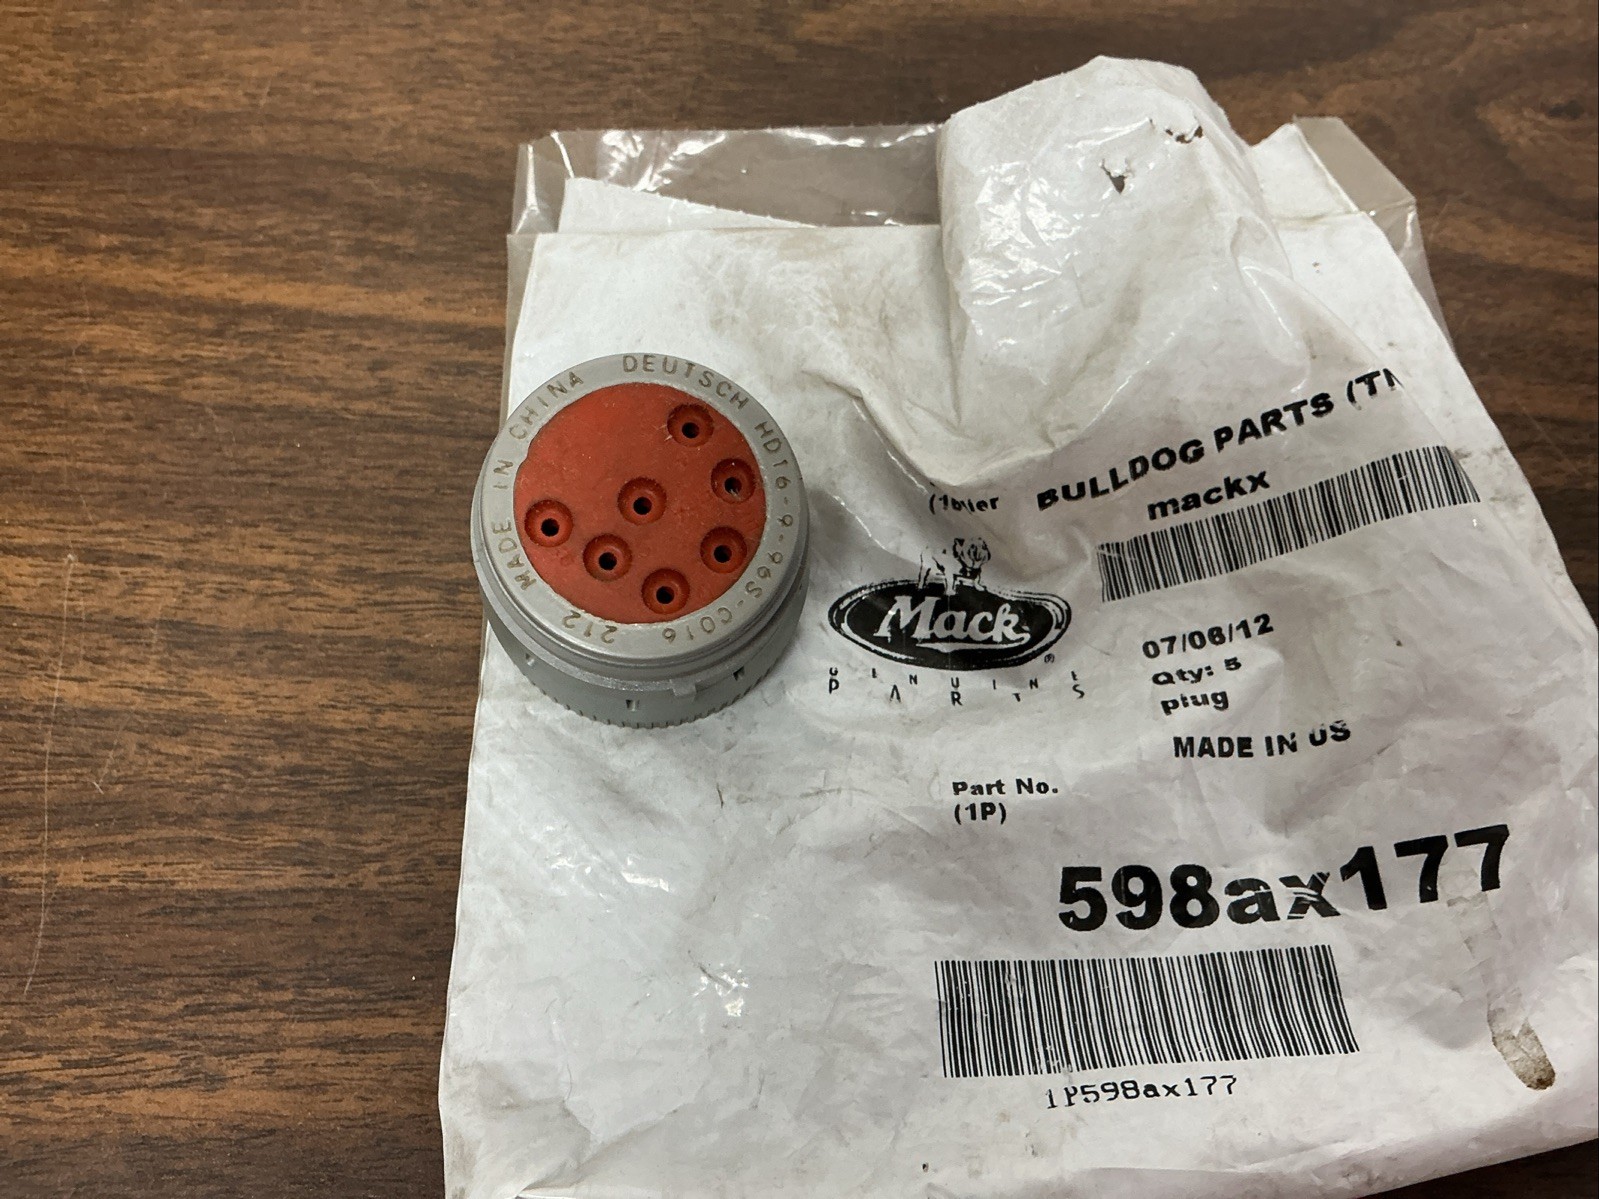 MADE IN CHINA DEUTSCH HD16-9-96S-C016 212
BULLDOG PARTS
mackx
Mack®
GENUINE
PARTS
07/06/12
Qty: 5
plug
MADE IN US
Part No.
(1P)
598ax177
1P598ax177